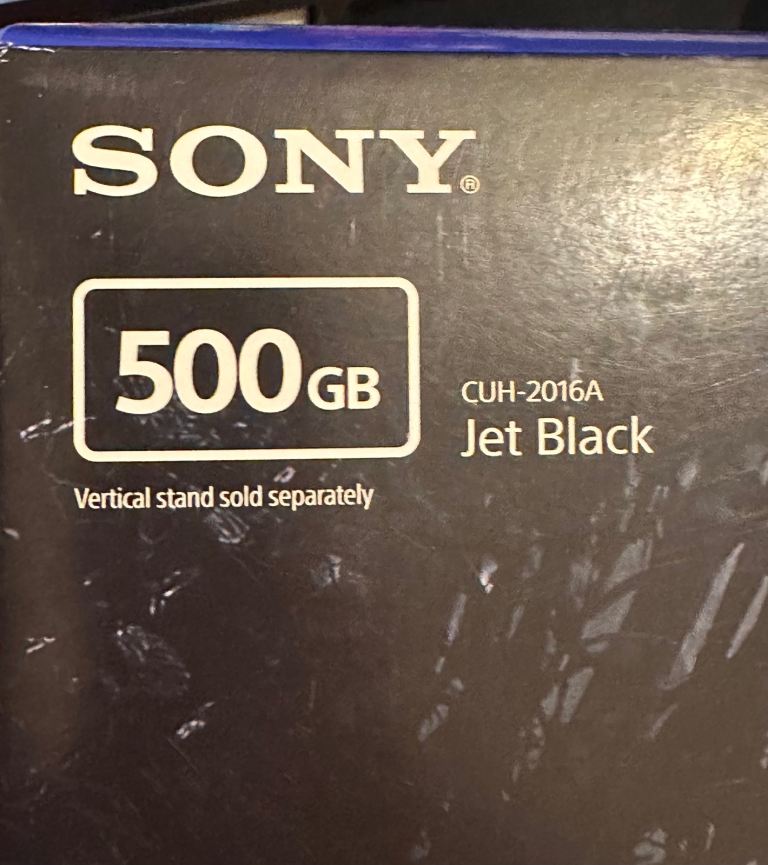 SONY®
500GB
CUH-2016A
Jet Black
Vertical stand sold separately